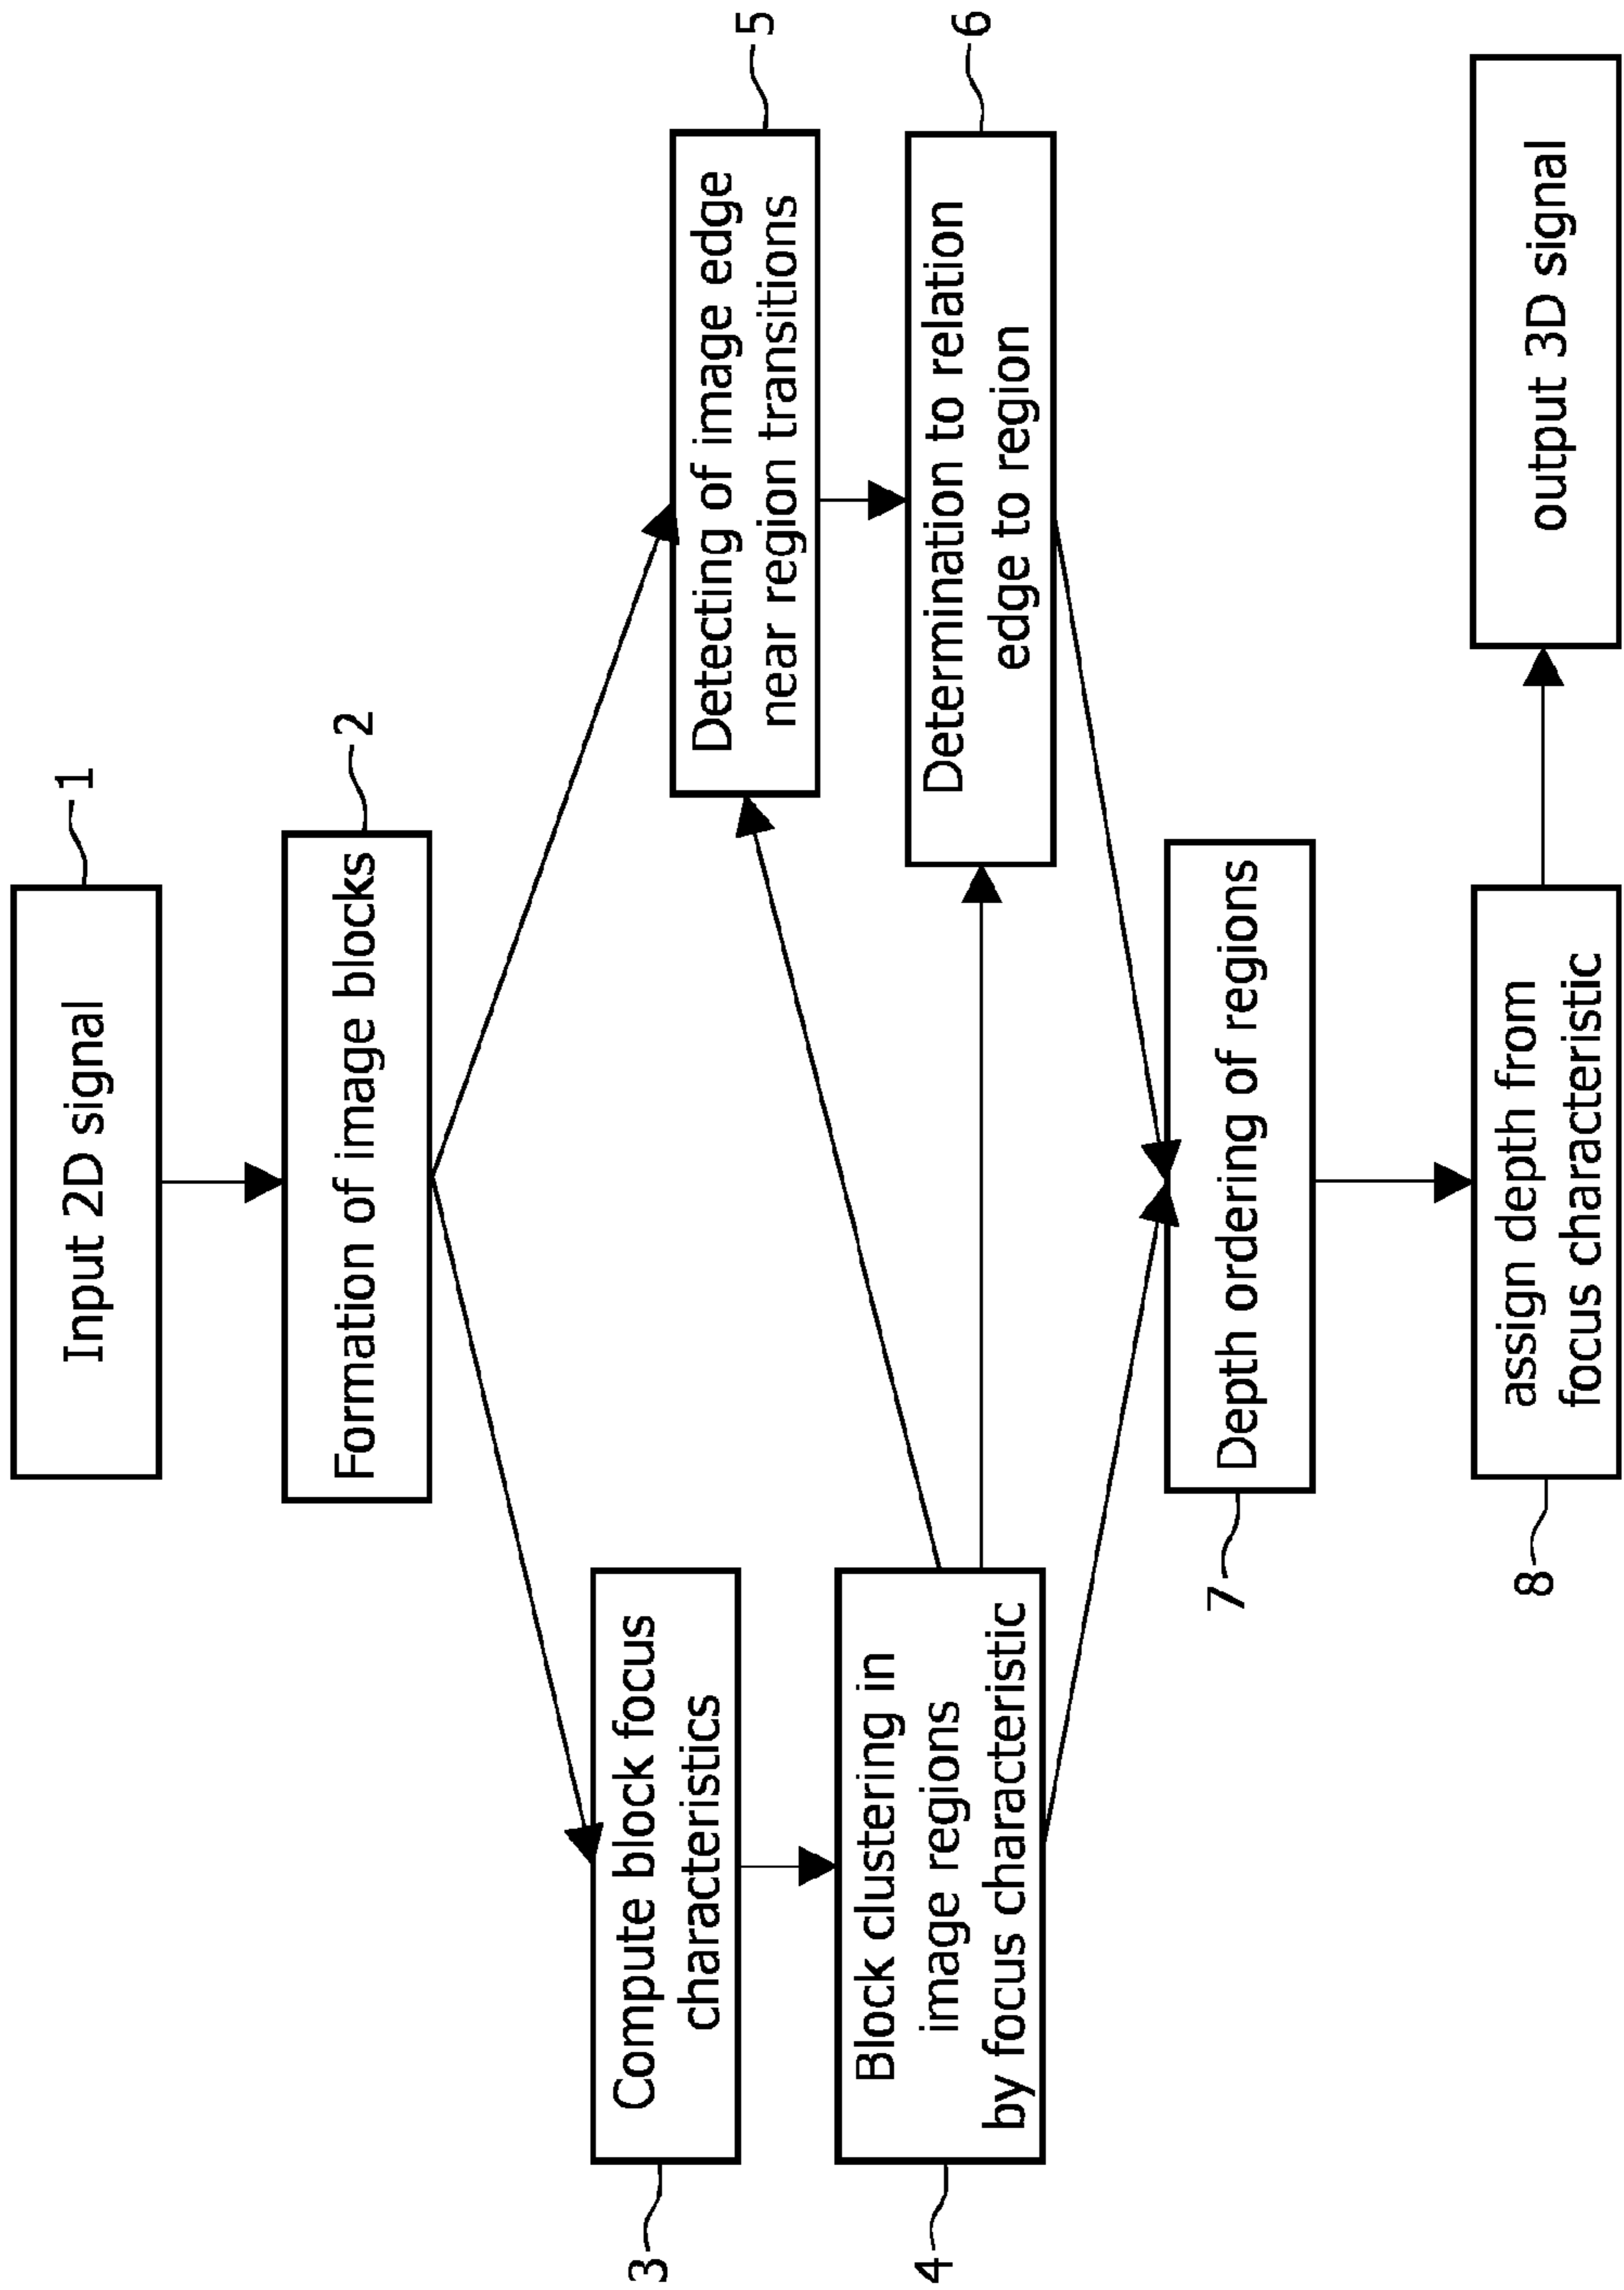 Input 2D signal
1
Formation of image blocks
2
Compute block focus
characteristics
3
Block clustering in
image regions
by focus characteristic
4
Detecting of image edge
near region transitions
5
Determination to relation
edge to region
6
Depth ordering of regions
7
assign depth from
focus characteristic
8
output 3D signal